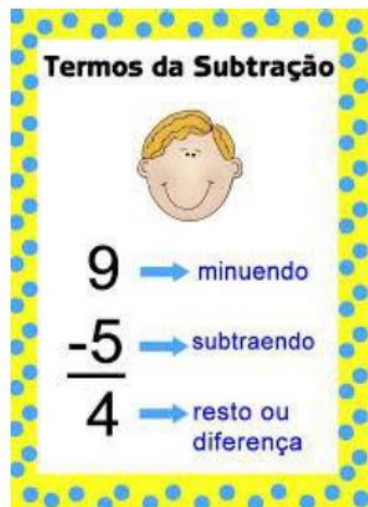 Termos da Subtração
9 minuendo
-5 subtraendo
4 resto ou
diferença